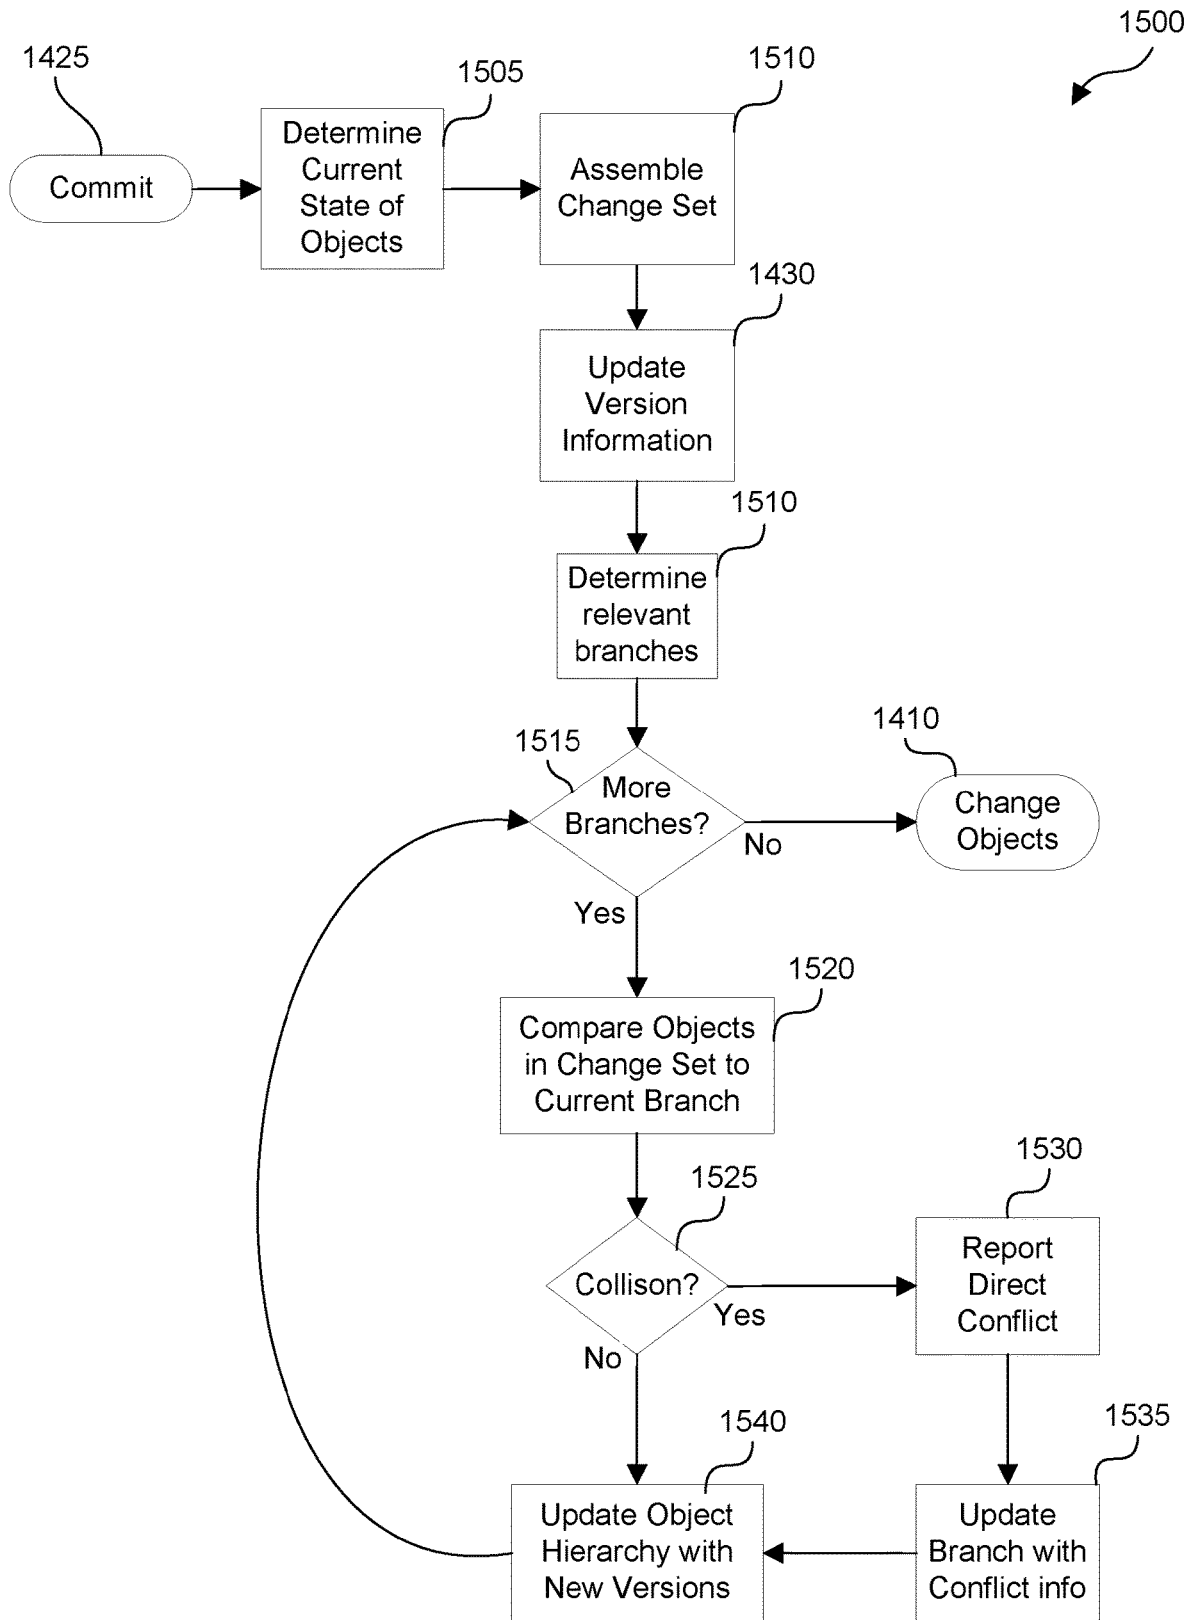 1500
1425
1505
1510
Commit
Determine
Current
State of
Objects
Assemble
Change Set
1430
Update
Version
Information
1510
Determine
relevant
branches
1515
1410
More
Branches?
Change
Objects
No
Yes
1520
Compare Objects
in Change Set to
Current Branch
1525
1530
Collison?
Yes
No
Report
Direct
Conflict
1540
1535
Update Object
Hierarchy with
New Versions
Update
Branch with
Conflict info